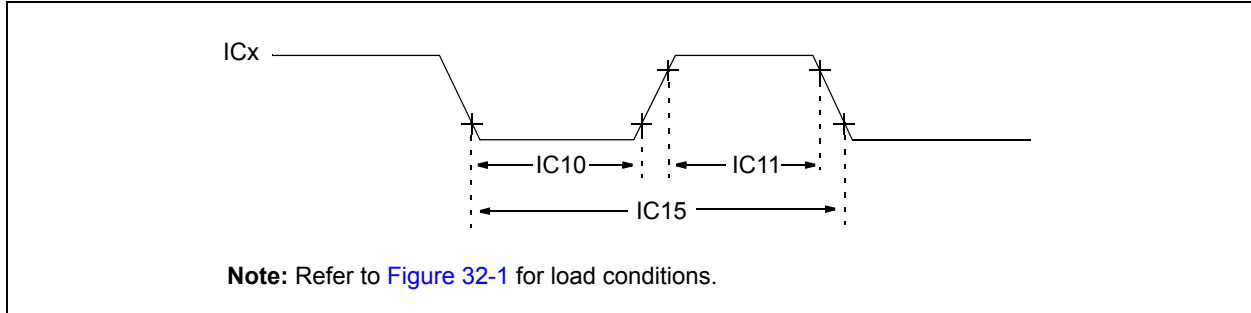 ICx
IC10
IC11
IC15
Note: Refer to Figure 32-1 for load conditions.